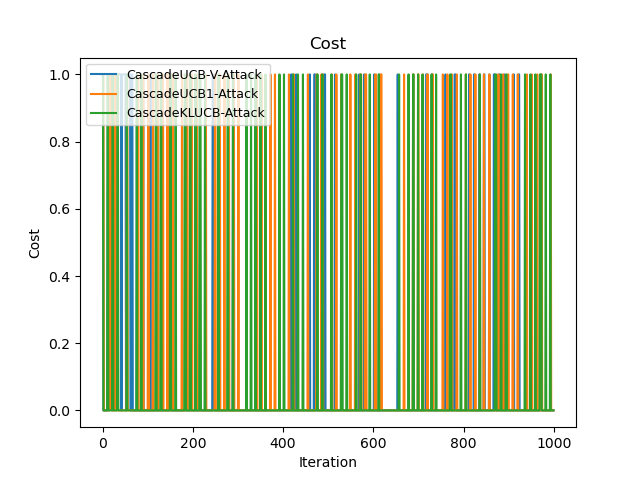 Cost
CascadeUCB-V-Attack
CascadeUCB1-Attack
CascadeKLUCB-Attack
1.0
0.8
0.6
0.4
0.2
0.0
Cost
0 200 400 600 800 1000
Iteration